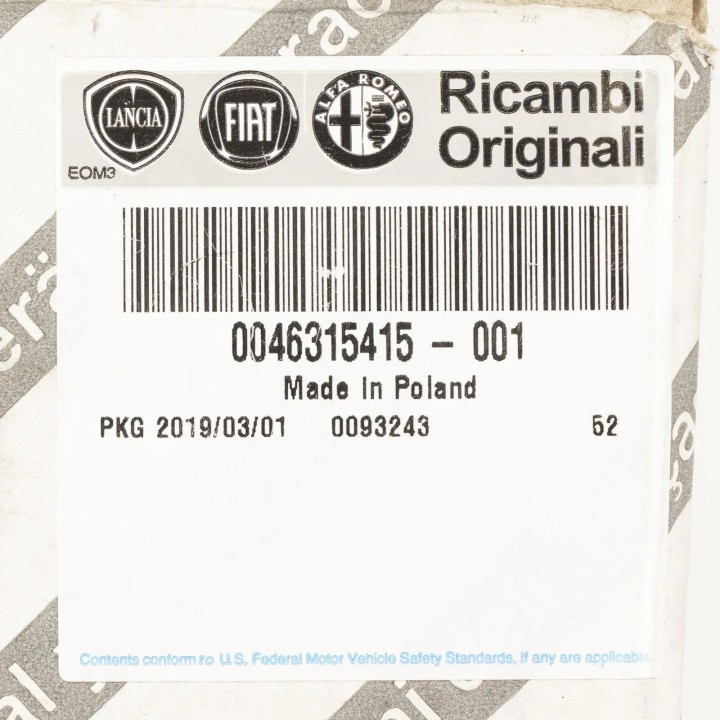 LANCIA
FIAT
ALFA ROMEO
Ricambi
Originali
EOM3
0046315415 - 001
Made In Poland
PKG 2019/03/01 0093243 52
Contents conform to U.S. Federal Motor Vehicle Safety Standards, If any are applicable.